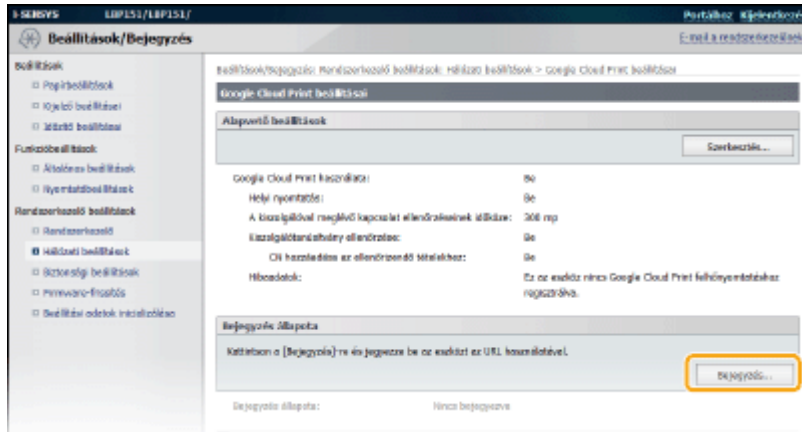 i-SENSYS LBP151/LBP151/ Portálhoz Kijelentkezé
Beállítások/Bejegyzés E-mail a rendszerkezelőnek
Beállítások
Papírbeállítások
Kijelző beállításai
Időzítő beállításai
Funkcióbeállítások
Általános beállítások
Nyomtatóbeállítások
Rendszerkezelő beállítások
Rendszerkezelő
Hálózati beállítások
Biztonsági beállítások
Firmware-frissítés
Beállítási adatok inicializálása
Beállítások/Bejegyzés: Rendszerkezelő beállítások: Hálózati beállítások > Google Cloud Print beállításai
Google Cloud Print beállításai
Alapvető beállítások
Szerkesztés...
Google Cloud Print használata: Be
Helyi nyomtatás: Be
A kiszolgálóval meglévő kapcsolat ellenőrzéseinek időköze: 300 mp
Kiszolgálótanúsítvány ellenőrzése: Be
CN hozzáadása az ellenőrizendő tételekhez: Be
Hibaadatok: Ez az eszköz nincs Google Cloud Print felhőnyomtatáshoz
regisztrálva.
Bejegyzés állapota
Kattintson a [Bejegyzés]-re és jegyezze be az eszközt az URL használatával.
Bejegyzés...
Bejegyzés állapota: Nincs bejegyezve